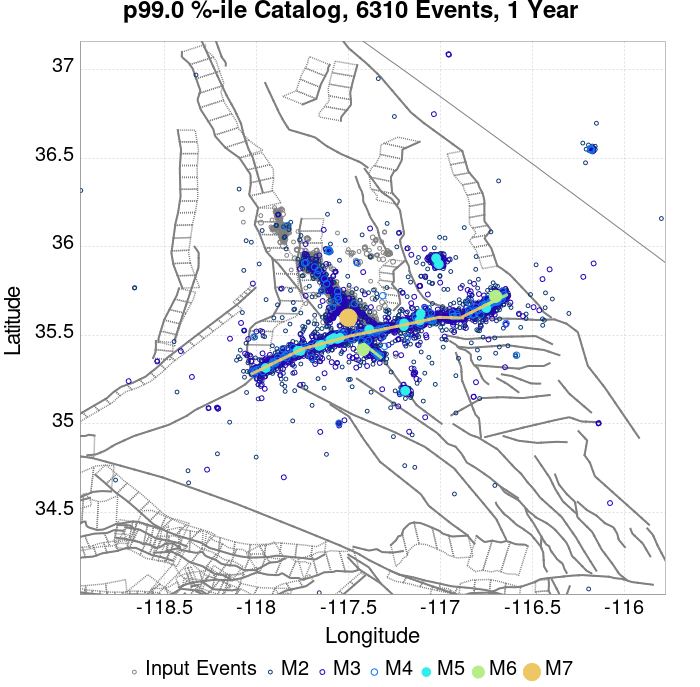 p99.0 %-ile Catalog, 6310 Events, 1 Year
37
36.5
36
35.5
35
34.5
Latitude
-118.5 -118 -117.5 -117 -116.5 -116
Longitude
Input Events M2 M3 M4 M5 M6 M7